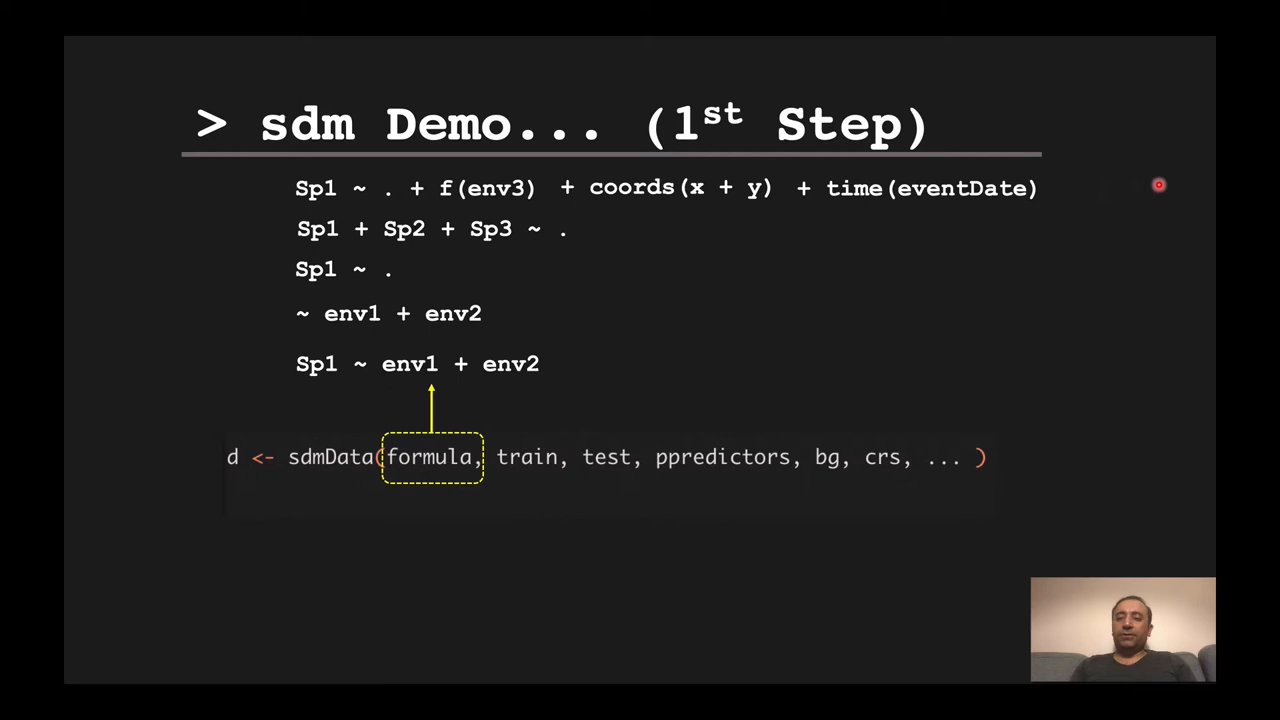 > sdm Demo... (1st Step)
Sp1 ~ . + f(env3) + coords(x + y) + time(eventDate)
Sp1 + Sp2 + Sp3 ~ .
Sp1 ~ .
~ env1 + env2
Sp1 ~ env1 + env2
d <- sdmData(formula, train, test, ppredictors, bg, crs, ... )